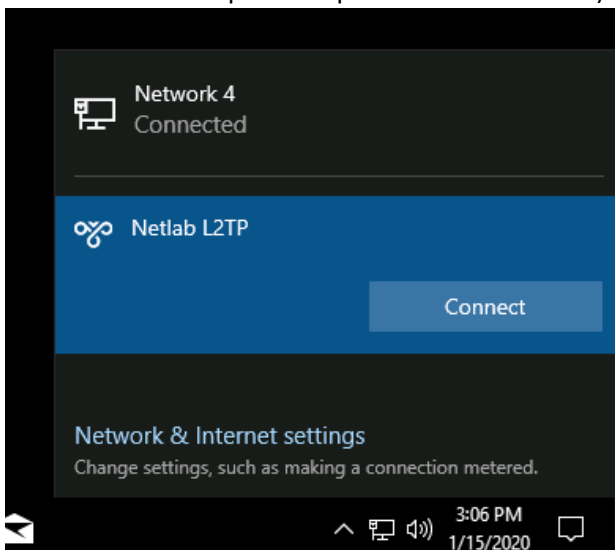 Network 4
Connected
Netlab L2TP
Connect
Network & Internet settings
Change settings, such as making a connection metered.
3:06 PM
1/15/2020